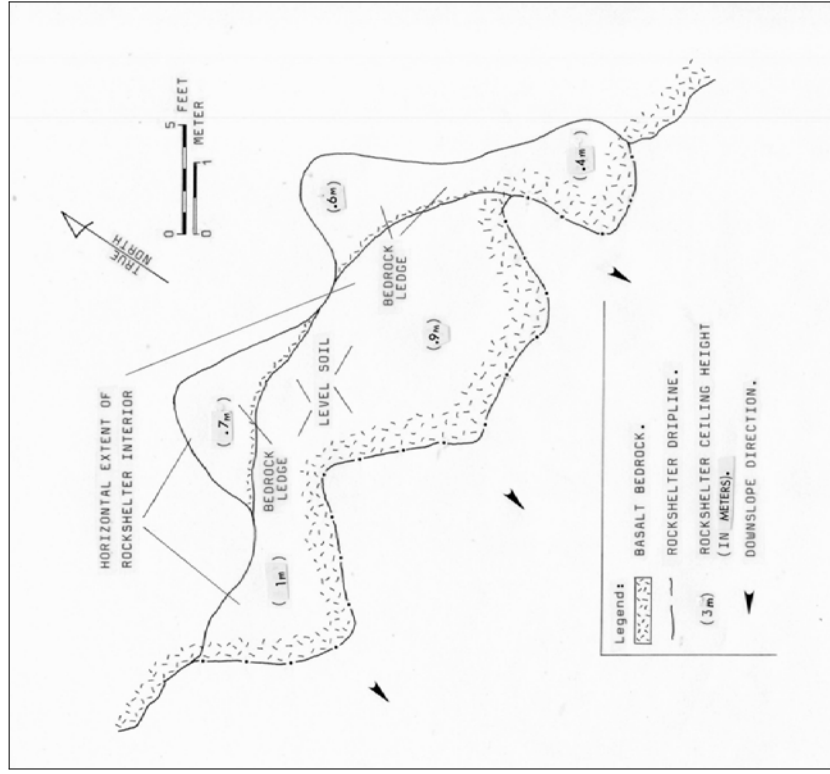 HORIZONTAL EXTENT OF
ROCKSHELTER INTERIOR
TRUE
NORTH
0 5 FEET
0 1 METER
(.6m)
(.4m)
(.7m)
(.9m)
(1m)
BEDROCK
LEDGE
LEVEL SOIL
BEDROCK
LEDGE
Legend:
BASALT BEDROCK.
ROCKSHELTER DRIPLINE.
(3m) ROCKSHELTER CEILING HEIGHT
(IN METERS).
DOWNSLOPE DIRECTION.